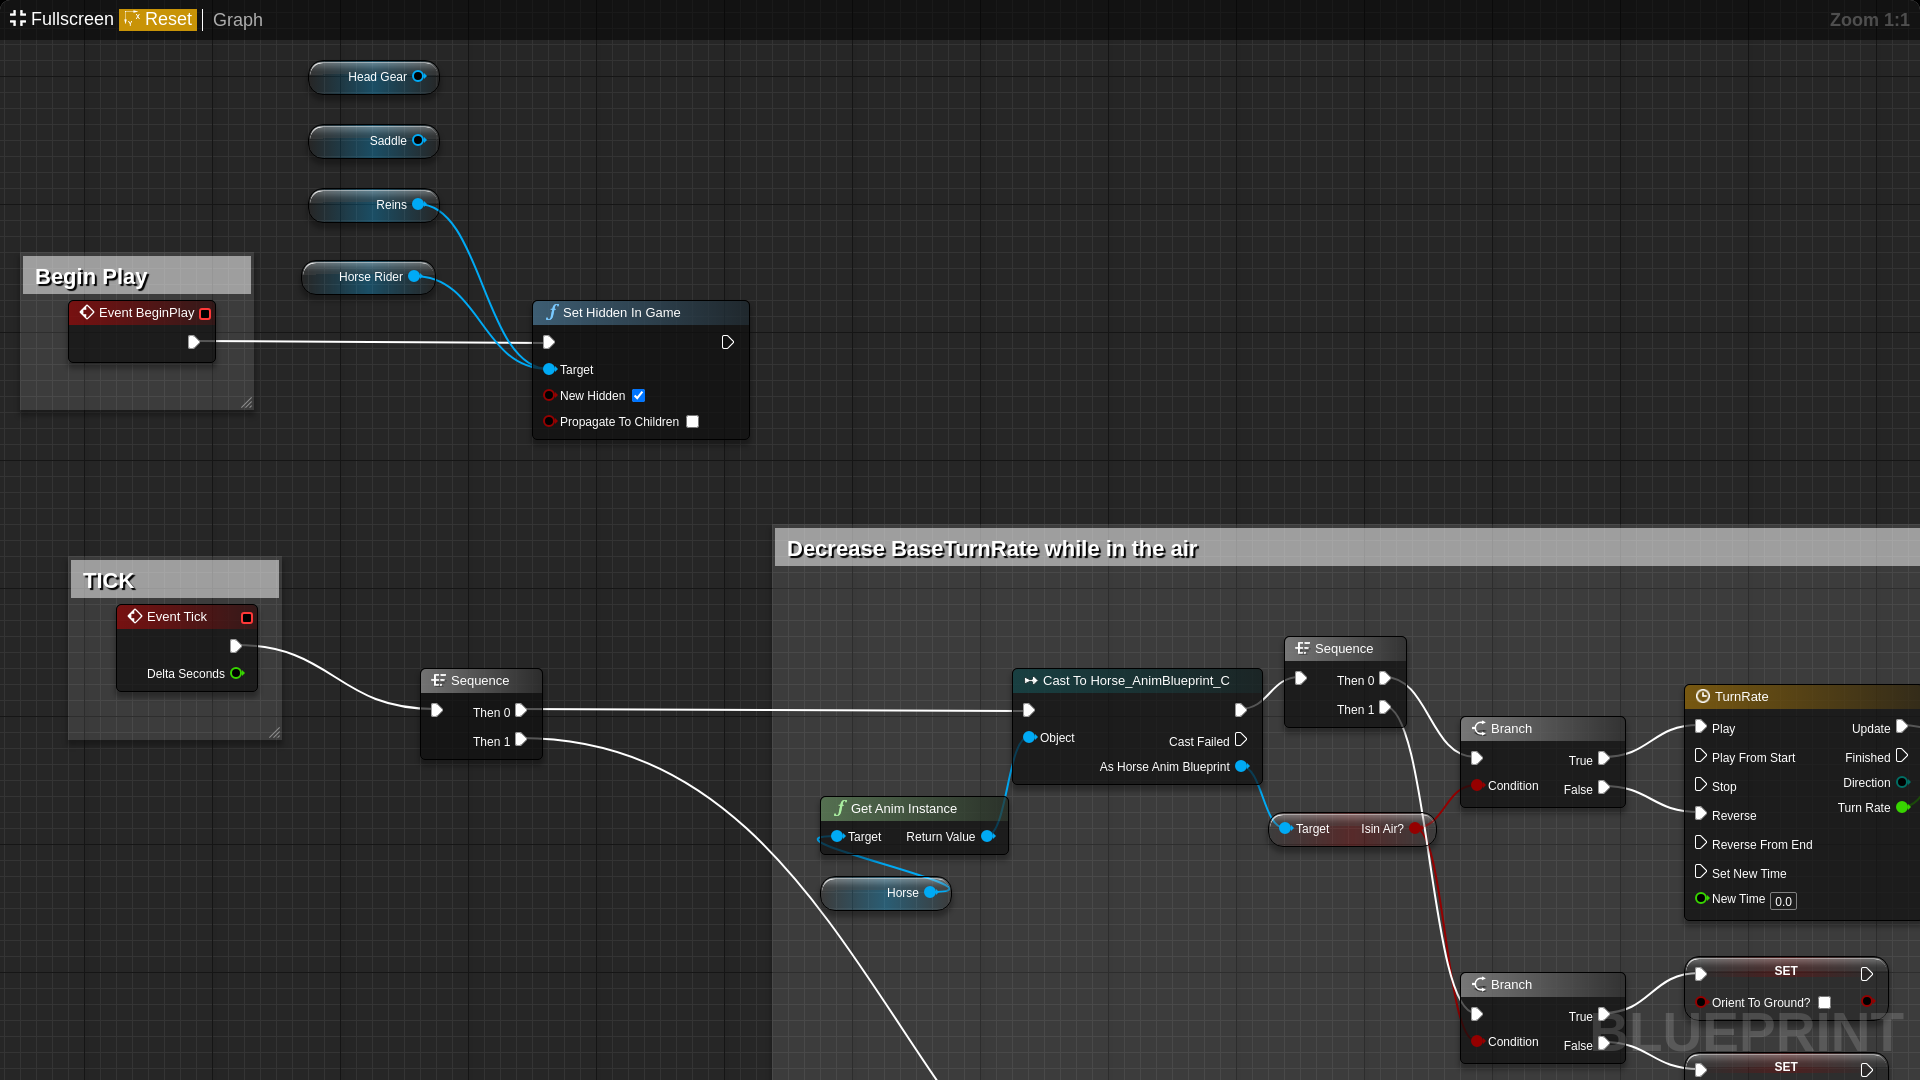 Fullscreen Reset Graph
Zoom 1:1
Head Gear
Saddle
Reins
Horse Rider
Begin Play
Event BeginPlay
Set Hidden In Game
Target
New Hidden
Propagate To Children
Decrease BaseTurnRate while in the air
TICK
Event Tick
Delta Seconds
Sequence
Then 0
Then 1
Cast To Horse_AnimBlueprint_C
Object
Cast Failed
As Horse Anim Blueprint
Get Anim Instance
Target Return Value
Horse
Sequence
Then 0
Then 1
Target Isin Air?
Branch
True
Condition
False
TurnRate
Play Update
Play From Start Finished
Stop Direction
Reverse Turn Rate
Reverse From End
Set New Time
New Time 0.0
Branch
True
Condition
False
SET
Orient To Ground?
SET
BLUEPRINT